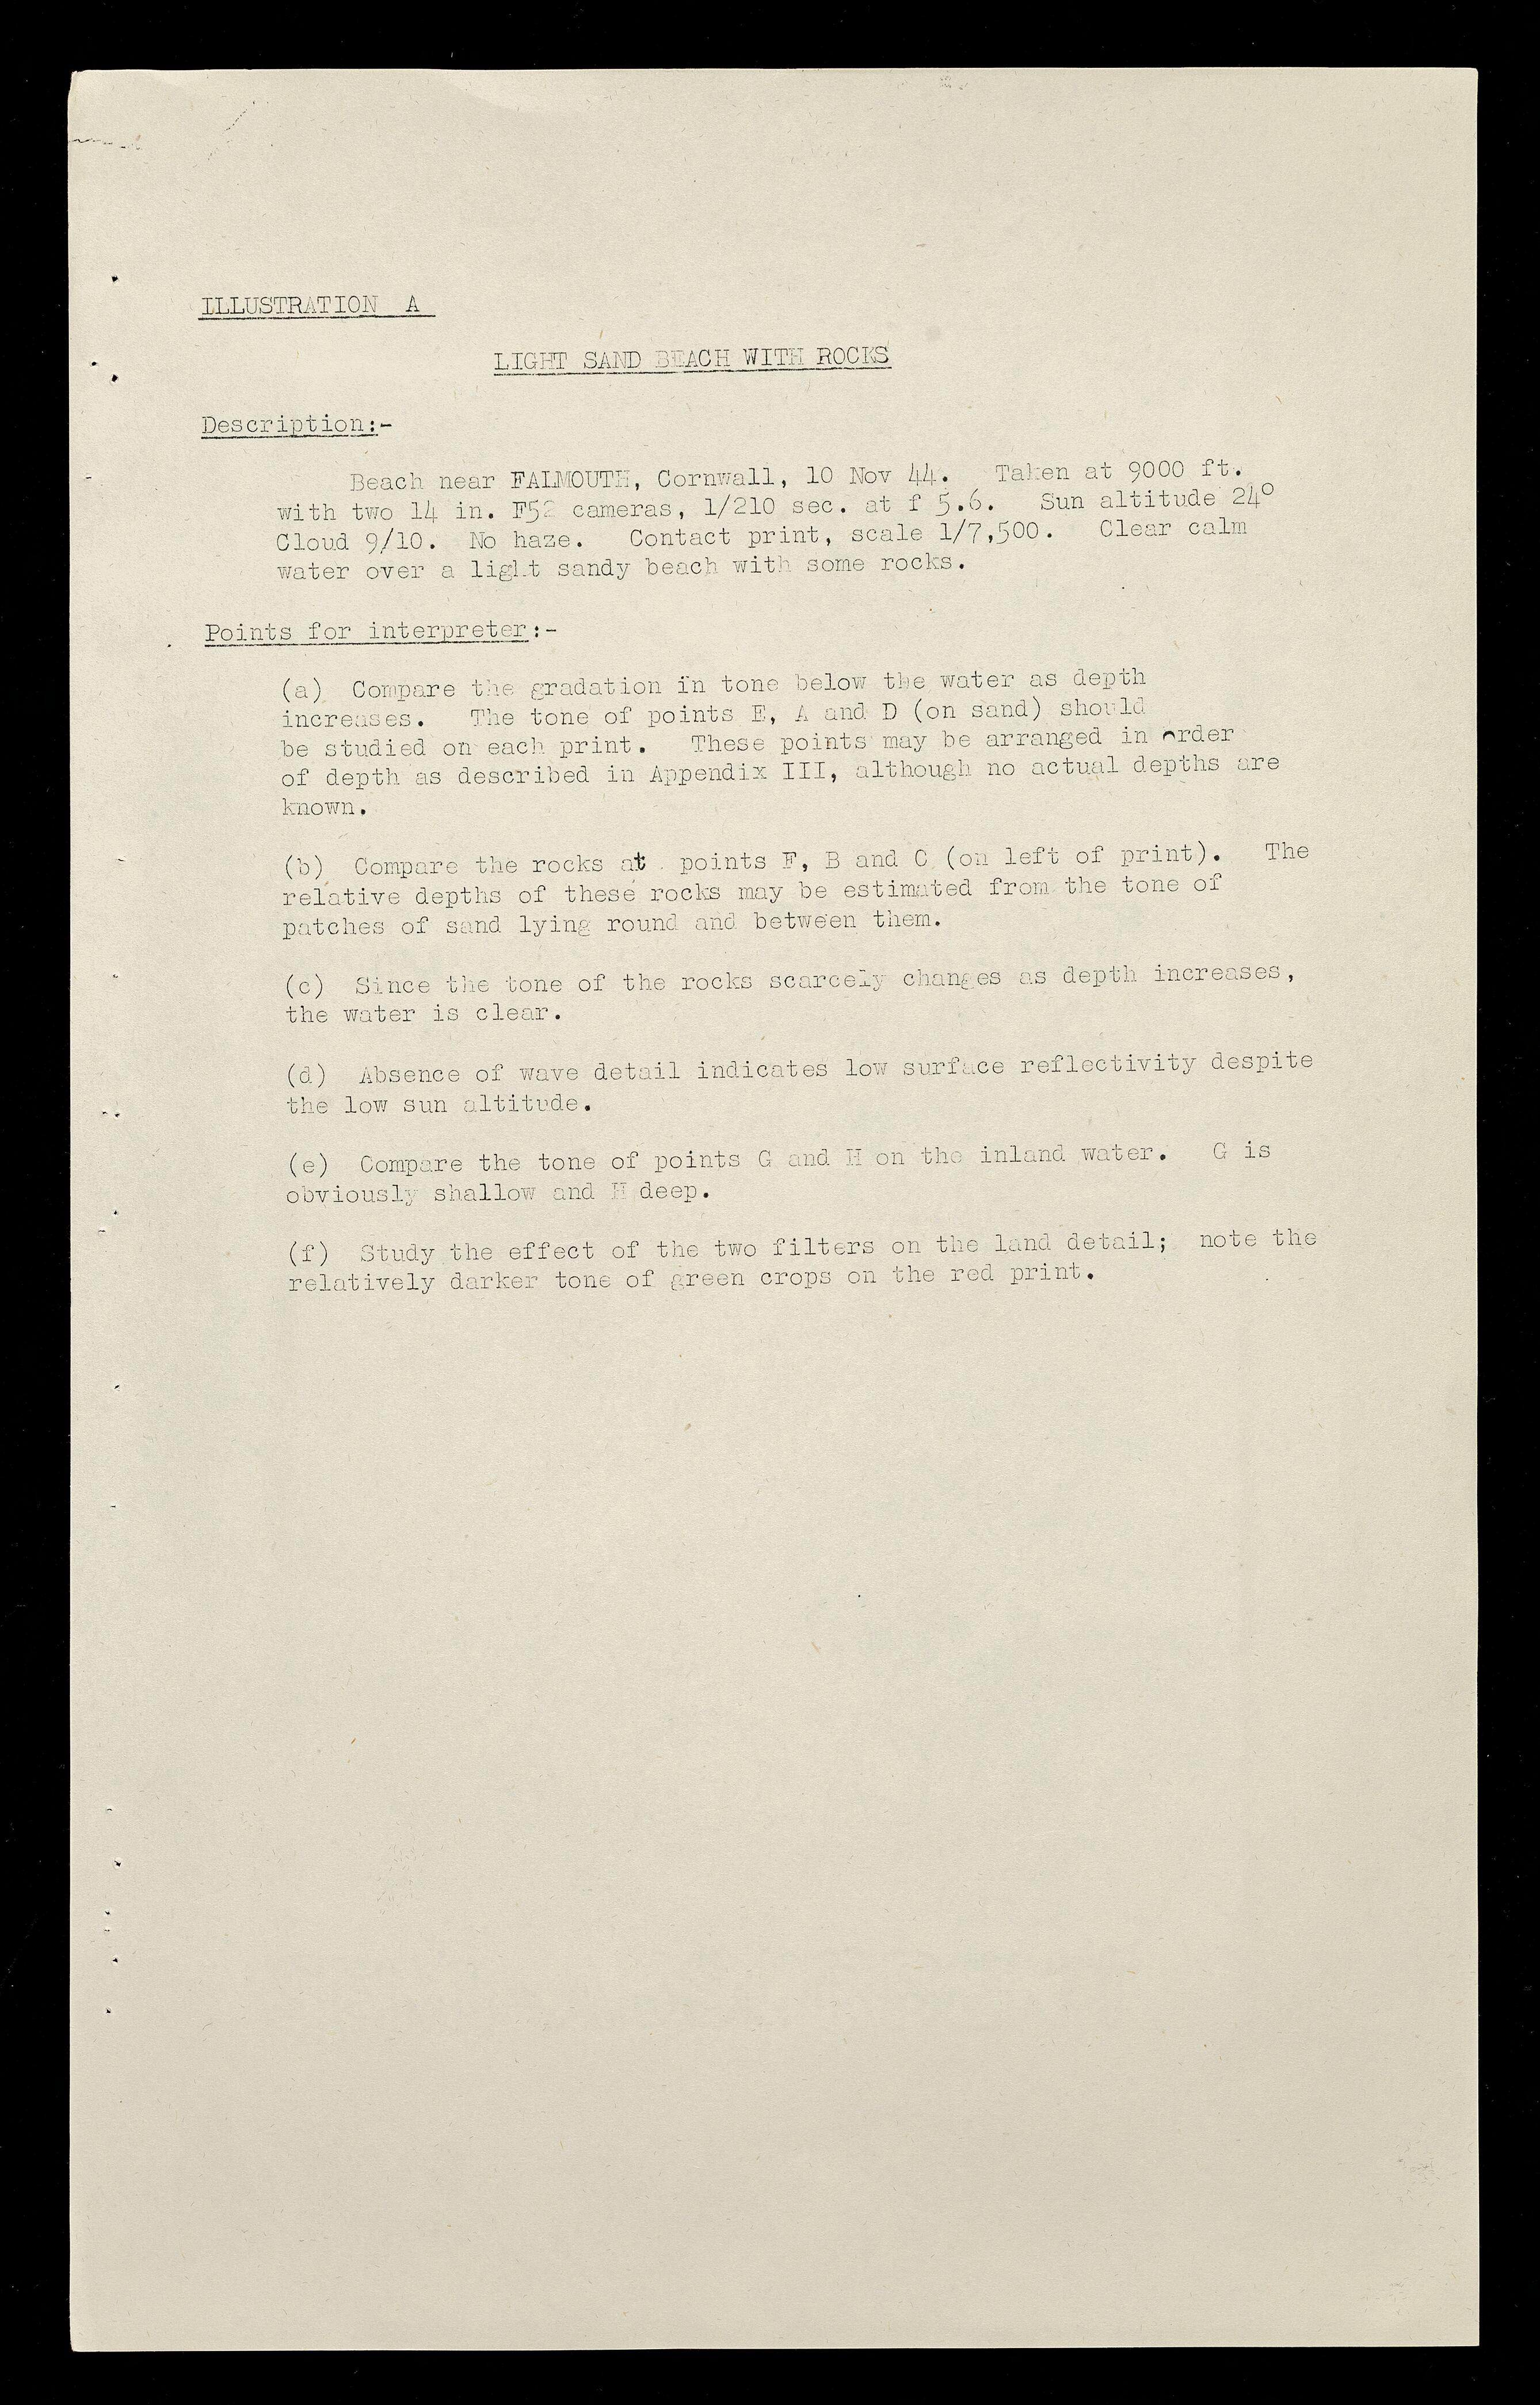 ILLUSTRATION A
LIGHT SAND BEACH WITH ROCKS
Description:-
Beach near FALMOUTH, Cornwall, 10 Nov 44. Taken at 9000 ft.
with two 14 in. F52 cameras, 1/210 sec. at f 5.6. Sun altitude 24°
Cloud 9/10. No haze. Contact print, scale 1/7,500. Clear calm
water over a light sandy beach with some rocks.
Points for interpreter:-
(a) Compare the gradation in tone below the water as depth
increases. The tone of points E, A and D (on sand) should
be studied on each print. These points may be arranged in order
of depth as described in Appendix III, although no actual depths are
known.
(b) Compare the rocks at points F, B and C (on left of print). The
relative depths of these rocks may be estimated from the tone of
patches of sand lying round and between them.
(c) Since the tone of the rocks scarcely changes as depth increases,
the water is clear.
(d) Absence of wave detail indicates low surface reflectivity despite
the low sun altitude.
(e) Compare the tone of points G and H on the inland water. G is
obviously shallow and H deep.
(f) Study the effect of the two filters on the land detail; note the
relatively darker tone of green crops on the red print.